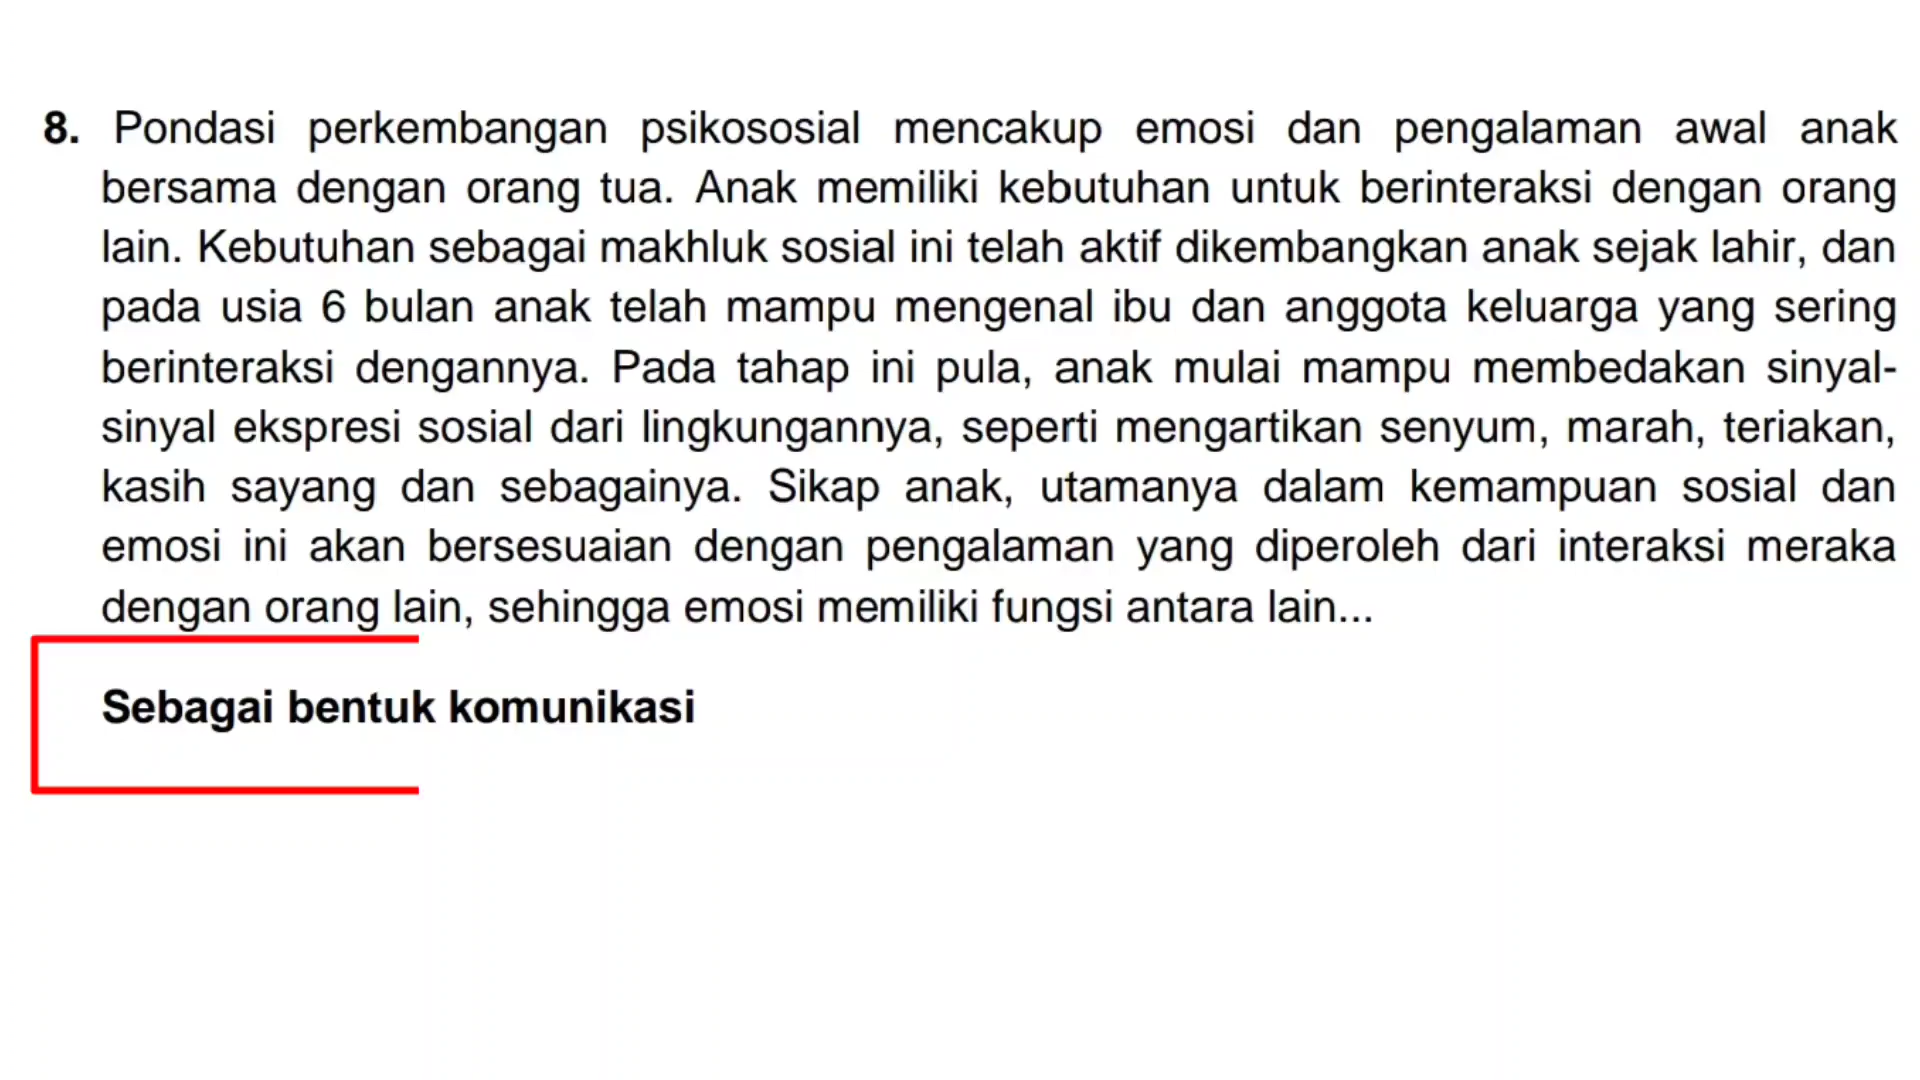 8. Pondasi perkembangan psikososial mencakup emosi dan pengalaman awal anak
bersama dengan orang tua. Anak memiliki kebutuhan untuk berinteraksi dengan orang
lain. Kebutuhan sebagai makhluk sosial ini telah aktif dikembangkan anak sejak lahir, dan
pada usia 6 bulan anak telah mampu mengenal ibu dan anggota keluarga yang sering
berinteraksi dengannya. Pada tahap ini pula, anak mulai mampu membedakan sinyal-
sinyal ekspresi sosial dari lingkungannya, seperti mengartikan senyum, marah, teriakan,
kasih sayang dan sebagainya. Sikap anak, utamanya dalam kemampuan sosial dan
emosi ini akan bersesuaian dengan pengalaman yang diperoleh dari interaksi meraka
dengan orang lain, sehingga emosi memiliki fungsi antara lain...
Sebagai bentuk komunikasi